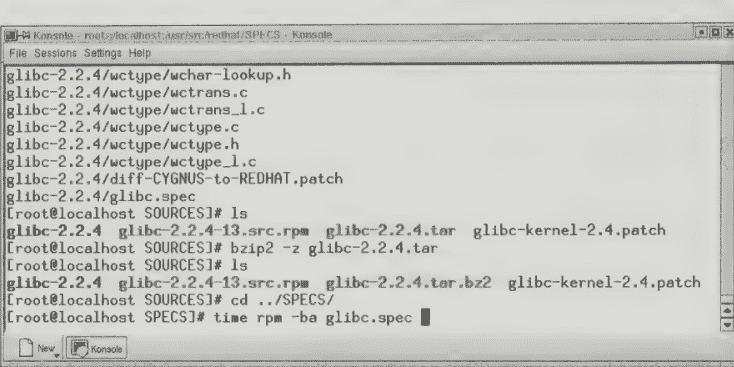 Konsole - root@localhost:/usr/src/redhat/SPECS - Konsole
File Sessions Settings Help
glibc-2.2.4/wctype/wchar-lookup.h
glibc-2.2.4/wctype/wctrans.c
glibc-2.2.4/wctype/wctrans_l.c
glibc-2.2.4/wctype/wctype.c
glibc-2.2.4/wctype/wctype.h
glibc-2.2.4/wctype/wctype_l.c
glibc-2.2.4/diff-CYGNUS-to-REDHAT.patch
glibc-2.2.4/glibc.spec
[root@localhost SOURCES]# ls
glibc-2.2.4 glibc-2.2.4-13.src.rpm glibc-2.2.4.tar glibc-kernel-2.4.patch
[root@localhost SOURCES]# bzip2 -z glibc-2.2.4.tar
[root@localhost SOURCES]# ls
glibc-2.2.4 glibc-2.2.4-13.src.rpm glibc-2.2.4.tar.bz2 glibc-kernel-2.4.patch
[root@localhost SOURCES]# cd ../SPECS/
[root@localhost SPECS]# time rpm -ba glibc.spec
New Konsole